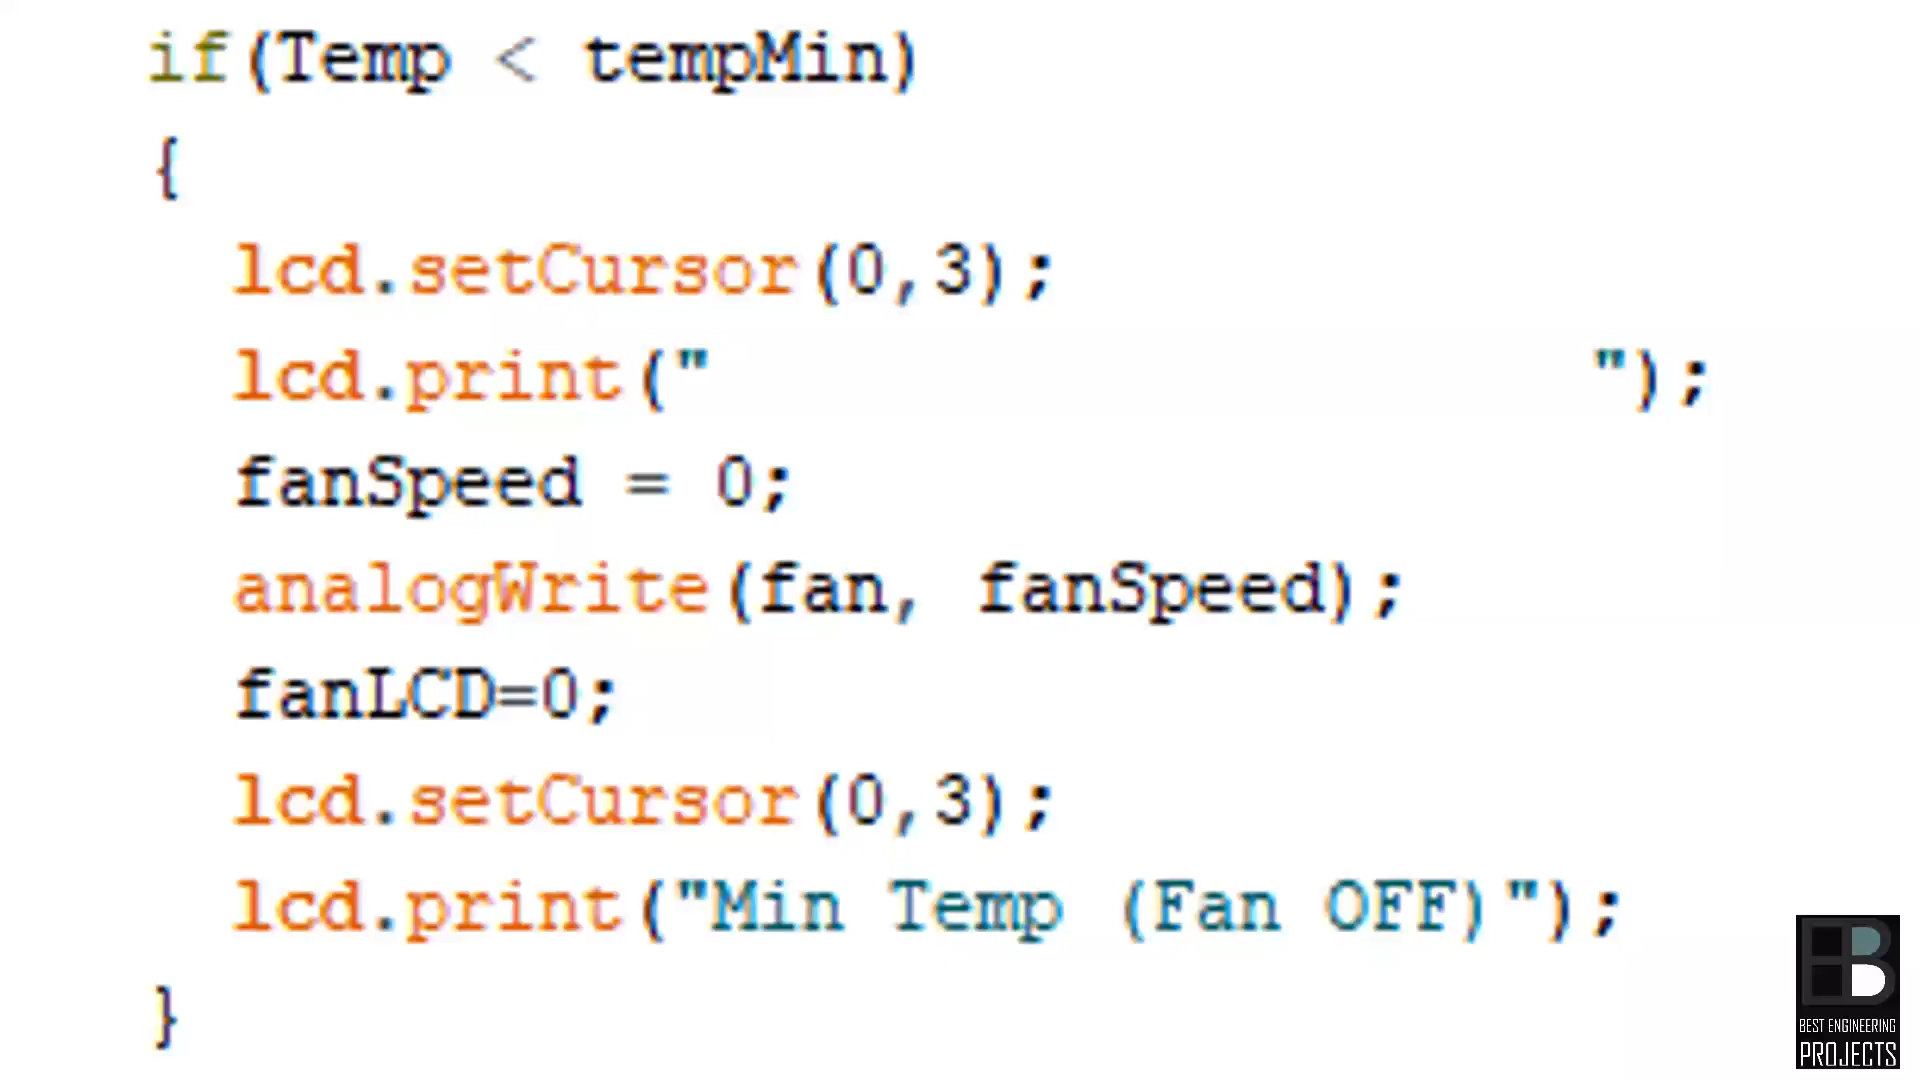 if(Temp < tempMin)
{
lcd.setCursor(0,3);
lcd.print("                    ");
fanSpeed = 0;
analogWrite(fan, fanSpeed);
fanLCD=0;
lcd.setCursor(0,3);
lcd.print("Min Temp (Fan OFF)");
}
BEST ENGINEERING
PROJECTS